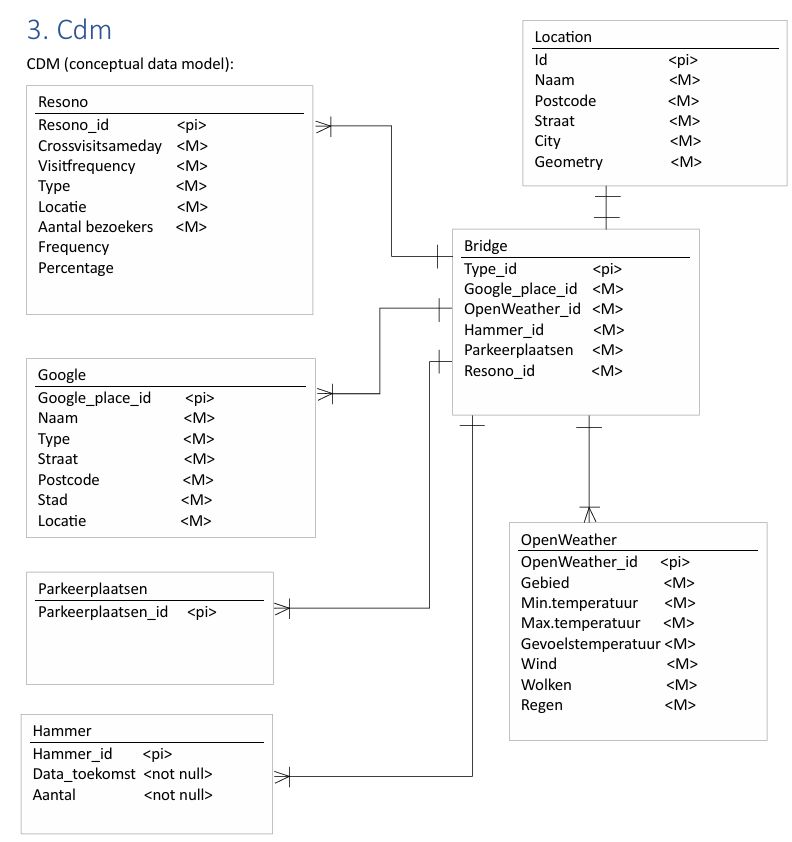 3. Cdm
CDM (conceptual data model):
Resono
Resono_id <pi>
Crossvisitsameday <M>
Visitfrequency <M>
Type <M>
Locatie <M>
Aantal bezoekers <M>
Frequency
Percentage
Location
Id <pi>
Naam <M>
Postcode <M>
Straat <M>
City <M>
Geometry <M>
Bridge
Type_id <pi>
Google_place_id <M>
OpenWeather_id <M>
Hammer_id <M>
Parkeerplaatsen <M>
Resono_id <M>
Google
Google_place_id <pi>
Naam <M>
Type <M>
Straat <M>
Postcode <M>
Stad <M>
Locatie <M>
Parkeerplaatsen
Parkeerplaatsen_id <pi>
OpenWeather
OpenWeather_id <pi>
Gebied <M>
Min.temperatuur <M>
Max.temperatuur <M>
Gevoelstemperatuur <M>
Wind <M>
Wolken <M>
Regen <M>
Hammer
Hammer_id <pi>
Data_toekomst <not null>
Aantal <not null>